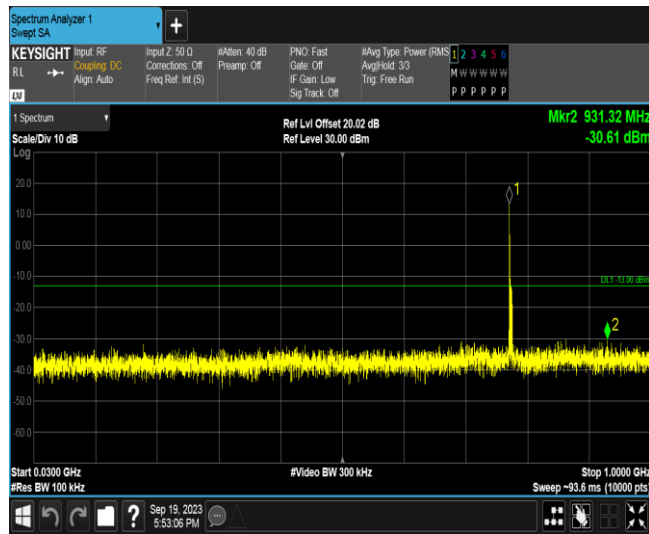 Spectrum Analyzer 1
Swept SA
+
KEYSIGHT
RL
LXI
Input: RF
Coupling: DC
Align: Auto
Input Z: 50 Ω
Corrections: Off
Freq Ref: Int (S)
#Atten: 40 dB
Preamp: Off
PNO: Fast
Gate: Off
IF Gain: Low
Sig Track: Off
#Avg Type: Power (RMS
Avg|Hold: 3/3
Trig: Free Run
1 2 3 4 5 6
M W W W W W
P P P P P P
1 Spectrum
Scale/Div 10 dB
Log
Ref Lvl Offset 20.02 dB
Ref Level 30.00 dBm
Mkr2 931.32 MHz
-30.61 dBm
20.0
10.0
0.00
-10.0
-20.0
-30.0
-40.0
-50.0
-60.0
1
DL1 -13.00 dBm
2
Start 0.0300 GHz
#Res BW 100 kHz
#Video BW 300 kHz
Stop 1.0000 GHz
Sweep ~93.6 ms (10000 pts)
?
Sep 19, 2023
5:53:06 PM